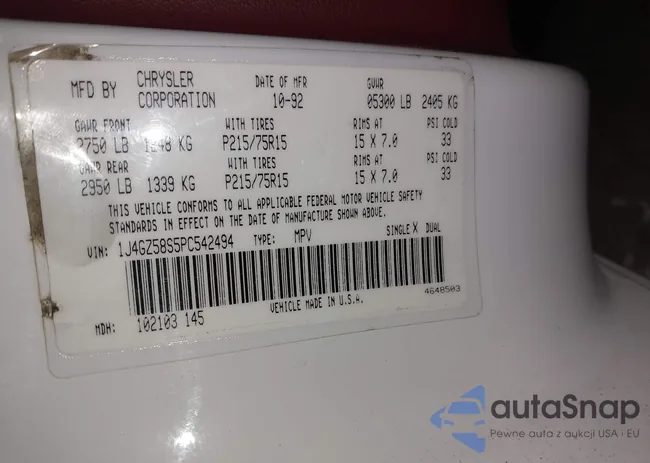 MFD BY CHRYSLER CORPORATION DATE OF MFR 10-92 GVWR 05300 LB 2405 KG
GAWR FRONT WITH TIRES RIMS AT PSI COLD
2750 LB 1248 KG P215/75R15 15 X 7.0 33
GAWR REAR WITH TIRES RIMS AT PSI COLD
2950 LB 1339 KG P215/75R15 15 X 7.0 33
THIS VEHICLE CONFORMS TO ALL APPLICABLE FEDERAL MOTOR VEHICLE SAFETY
STANDARDS IN EFFECT ON THE DATE OF MANUFACTURE SHOWN ABOVE.
VIN: 1J4GZ58S5PC542494 TYPE: MPV SINGLE X DUAL
VEHICLE MADE IN U.S.A. 4648503
MDH: 102103 145
autaSnap
Pewne auta z aukcji USA i EU